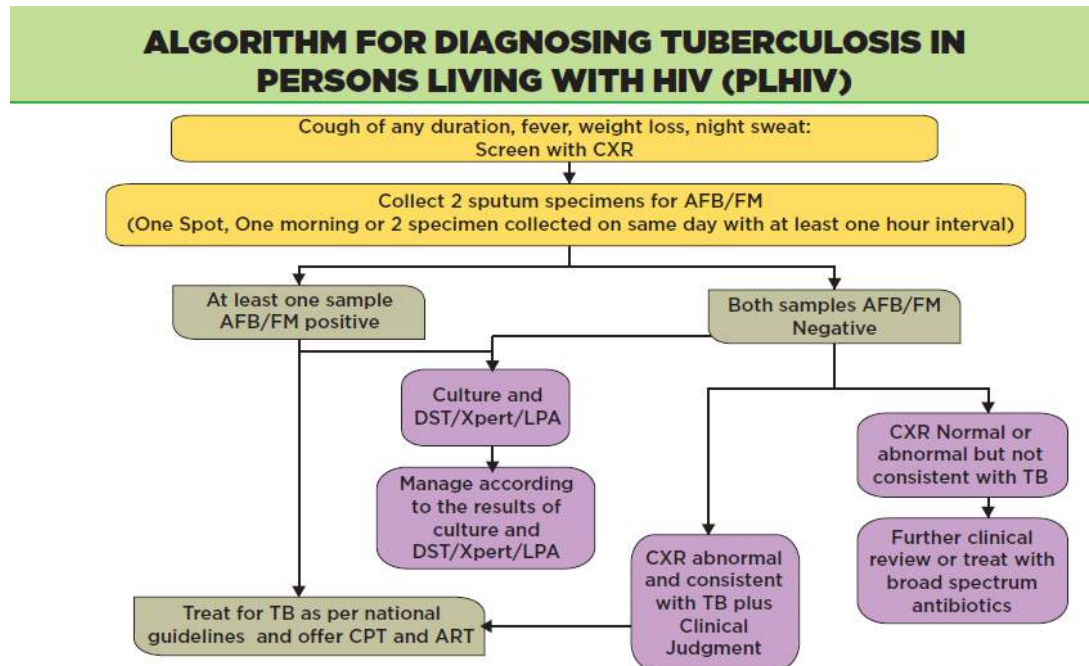 ALGORITHM FOR DIAGNOSING TUBERCULOSIS IN
PERSONS LIVING WITH HIV (PLHIV)
Cough of any duration, fever, weight loss, night sweat:
Screen with CXR
Collect 2 sputum specimens for AFB/FM
(One Spot, One morning or 2 specimen collected on same day with at least one hour interval)
At least one sample
AFB/FM positive
Both samples AFB/FM
Negative
Culture and
DST/Xpert/LPA
Manage according
to the results of
culture and
DST/Xpert/LPA
CXR Normal or
abnormal but not
consistent with TB
Further clinical
review or treat with
broad spectrum
antibiotics
CXR abnormal
and consistent
with TB plus
Clinical
Judgment
Treat for TB as per national
guidelines and offer CPT and ART